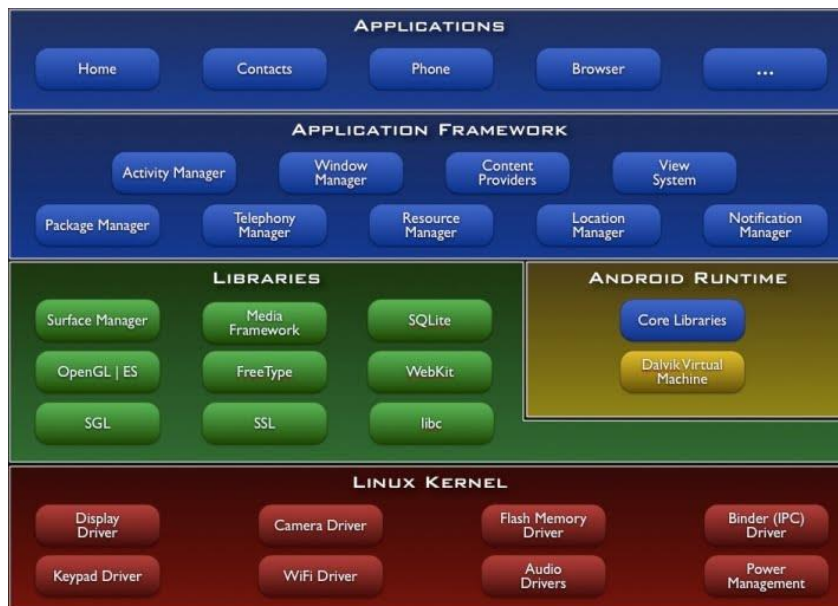 APPLICATIONS
Home
Contacts
Phone
Browser
...
APPLICATION FRAMEWORK
Activity Manager
Window
Manager
Content
Providers
View
System
Package Manager
Telephony
Manager
Resource
Manager
Location
Manager
Notification
Manager
LIBRARIES
Surface Manager
Media
Framework
SQLite
OpenGL | ES
FreeType
WebKit
SGL
SSL
libc
ANDROID RUNTIME
Core Libraries
Dalvik Virtual
Machine
LINUX KERNEL
Display
Driver
Camera Driver
Flash Memory
Driver
Binder (IPC)
Driver
Keypad Driver
WiFi Driver
Audio
Drivers
Power
Management